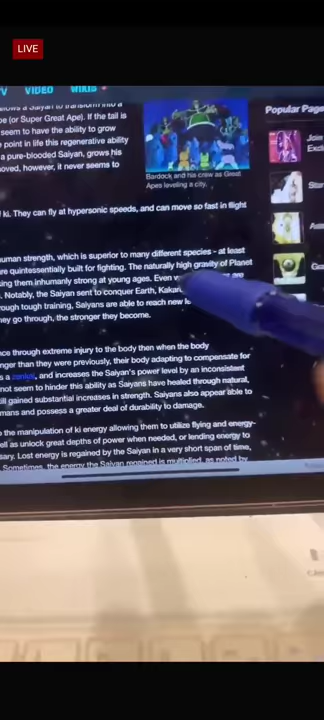 LIVE
TV VIDEO WIKIS
allows a Saiyan to transform into a
(or Super Great Ape). If the tail is
seem to have the ability to grow
point in life this regenerative ability
a pure-blooded Saiyan, grows his
oved, however, it never seems to
Bardock and his crew as Great
Apes leveling a city.
Popular Page
Join
Excl
ki. They can fly at hypersonic speeds, and can move so fast in flight
uman strength, which is superior to many different species - at least
re quintessentially built for fighting. The naturally high gravity of Planet
king them inhumanly strong at young ages. Even
are
. Notably, the Saiyan sent to conquer Earth, Kakar
rough tough training, Saiyans are able to reach new
hey go through, the stronger they become.
nce through extreme injury to the body then when the body
nger than they were previously, their body adapting to compensate for
s a zenkai, and increases the Saiyan's power level by an inconsistent
not seem to hinder this ability as Saiyans have healed through natural,
ill gained substantial increases in strength. Saiyans also appear able to
mans and possess a greater deal of durability to damage.
o the manipulation of ki energy allowing them to utilize flying and energy-
ell as unlock great depths of power when needed, or lending energy to
sary. Lost energy is regained by the Saiyan in a very short span of time,
. Sometimes, the energy the Saiyan regained is multiplied, as noted by